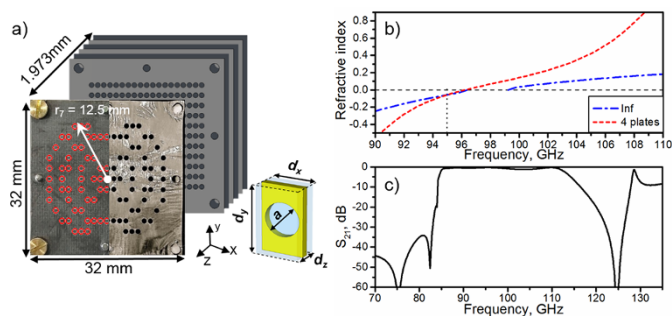 a)
1.973mm
r7 = 12.5 mm
32 mm
32 mm
y
x
z
dx
dy
a
dz
b)
Refractive index
0.8
0.6
0.4
0.2
0.0
-0.2
-0.4
Inf
4 plates
90 92 94 96 98 100 102 104 106 108 110
Frequency, GHz
c)
S21, dB
0
-10
-20
-30
-40
-50
-60
70 80 90 100 110 120 130
Frequency, GHz